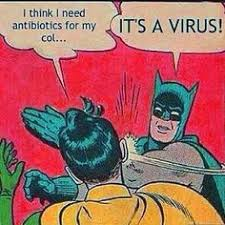 I think I need
antibiotics for my
col...
IT'S A VIRUS!